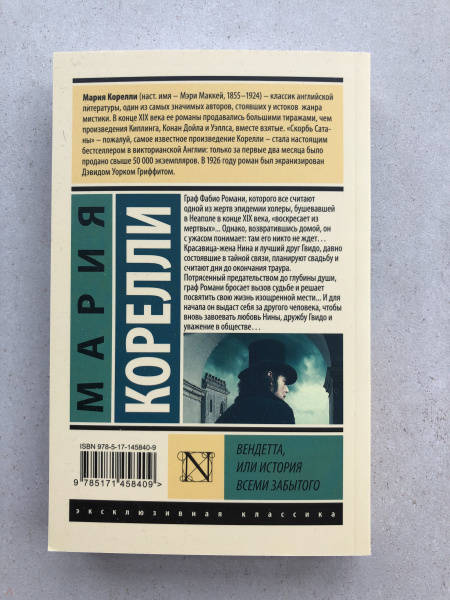 Мария Корелли (наст. имя – Мэри Маккей, 1855–1924) – классик английской
литературы, один из самых значимых авторов, стоявших у истоков жанра
мистики. В конце XIX века ее романы продавались большими тиражами, чем
произведения Киплинга, Конан Дойла и Уэллса, вместе взятые. «Скорбь Сата-
ны» – пожалуй, самое известное произведение Корелли – стала настоящим
бестселлером в викторианской Англии: только за первые два месяца было
продано свыше 50 000 экземпляров. В 1926 году роман был экранизирован
Дэвидом Уорком Гриффитом.
МАРИЯ
КОРЕЛЛИ
Граф Фабио Романи, которого все считают
одной из жертв эпидемии холеры, бушевавшей
в Неаполе в конце XIX века, «воскресает из
мертвых»... Однако, возвратившись домой, он
с ужасом понимает: там его никто не ждет...
Красавица-жена Нина и лучший друг Гвидо, давно
состоявшие в тайной связи, планируют свадьбу и
считают дни до окончания траура.
Потрясенный предательством до глубины души,
граф Романи бросает вызов судьбе и решает
посвятить свою жизнь изощренной мести... И для
начала он выдаст себя за другого человека, чтобы
вновь завоевать любовь Нины, дружбу Гвидо и
уважение в обществе...
ISBN 978-5-17-145840-9
9 785171 458409 >
N
ВЕНДЕТТА,
ИЛИ ИСТОРИЯ
ВСЕМИ ЗАБЫТОГО
эксклюзивная классика